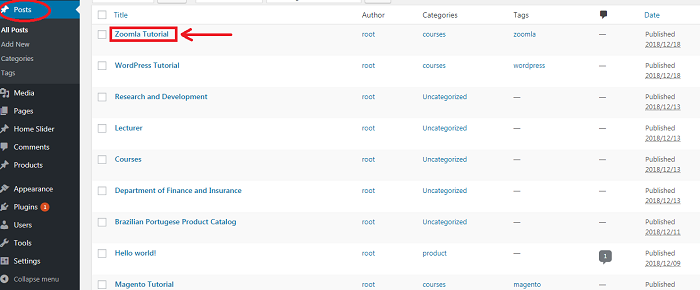 Posts
All Posts
Add New
Categories
Tags
Media
Pages
Home Slider
Comments
Products
Appearance
Plugins 1
Users
Tools
Settings
Collapse menu
Title Author Categories Tags Date
Zoomla Tutorial root courses zoomla — — Published
2018/12/18
WordPress Tutorial root courses wordpress — Published
2018/12/18
Research and Development root Uncategorized — — Published
2018/12/13
Lecturer root Uncategorized — — Published
2018/12/13
Courses root Uncategorized — — Published
2018/12/13
Department of Finance and Insurance root Uncategorized — — Published
2018/12/13
Brazilian Portugese Product Catalog root Uncategorized — — Published
2018/12/11
Hello world! root product — 1 Published
2018/12/09
Magento Tutorial root courses magento — Published